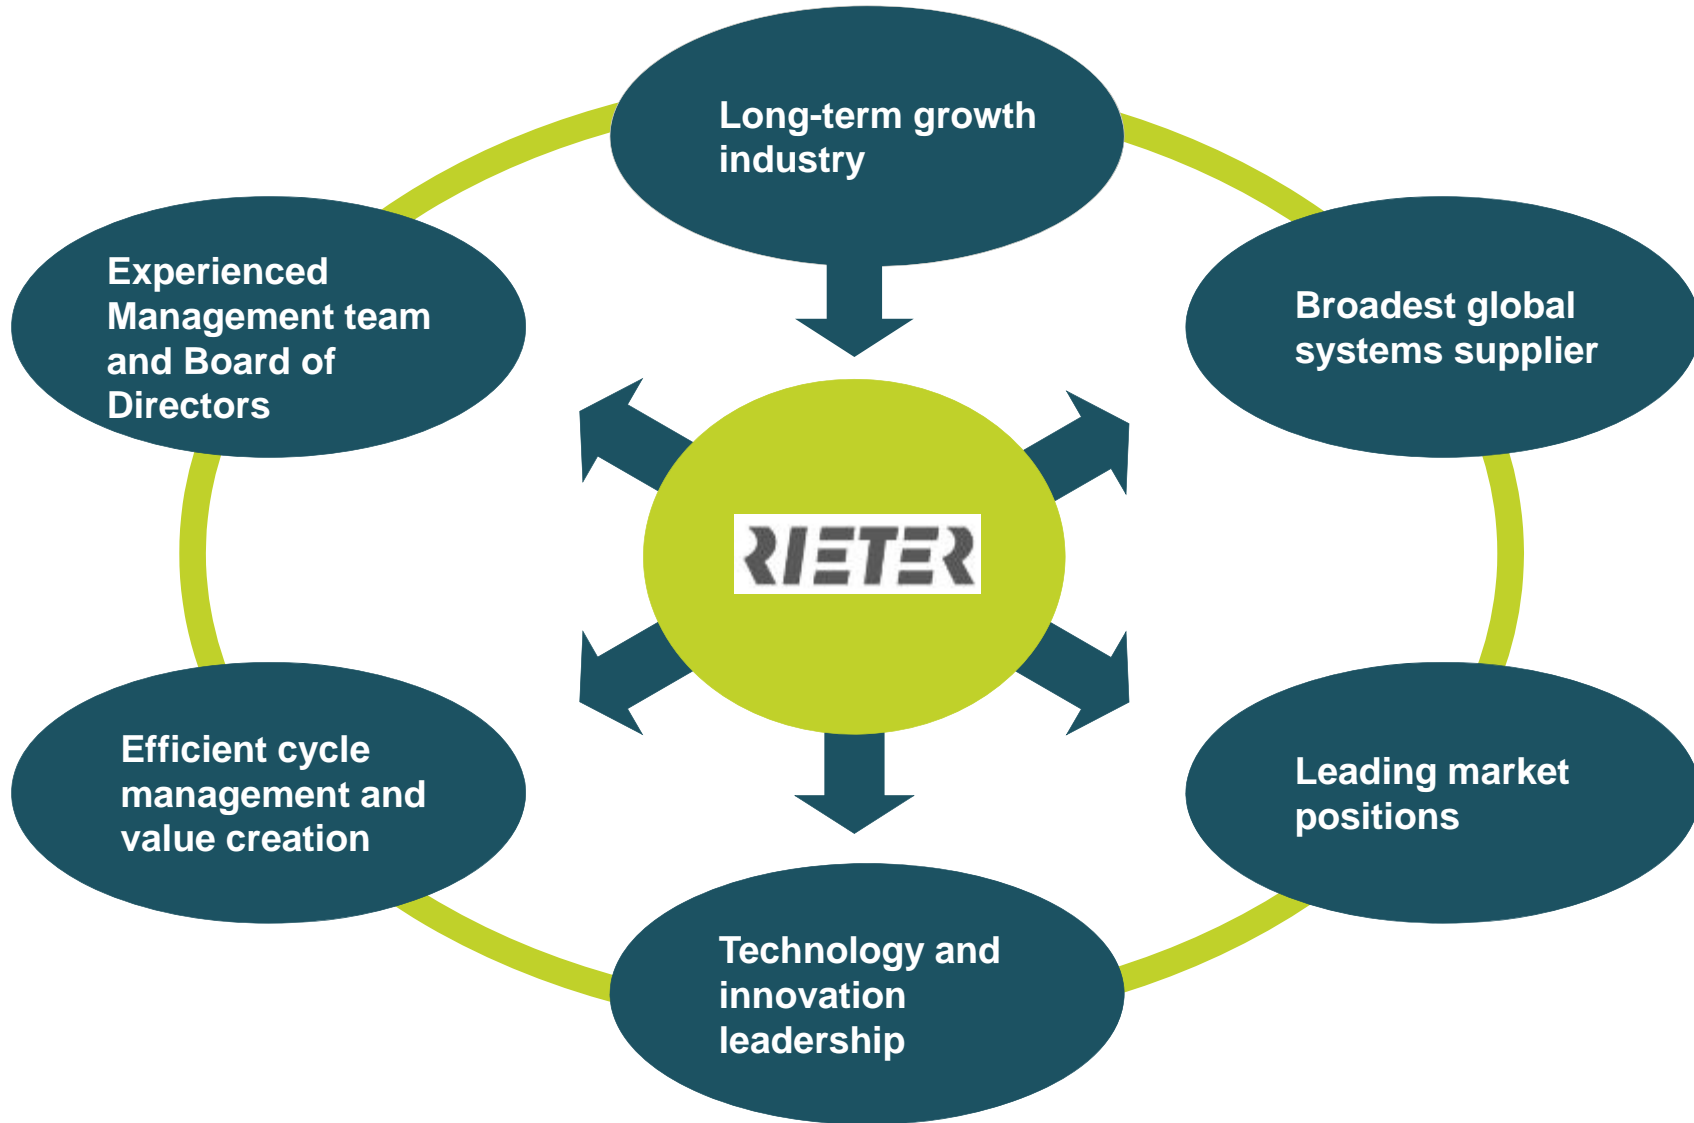 Long-term growth
industry
Experienced
Management team
and Board of
Directors
Broadest global
systems supplier
RIETER
Efficient cycle
management and
value creation
Leading market
positions
Technology and
innovation
leadership